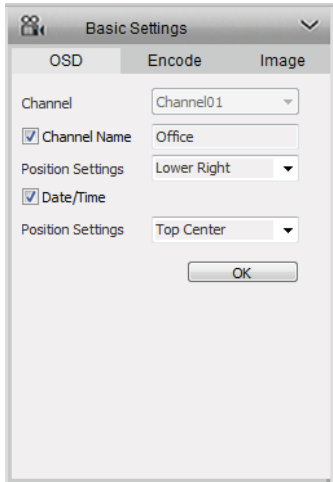 Basic Settings
OSD Encode Image
Channel Channel01
Channel Name Office
Position Settings Lower Right
Date/Time
Position Settings Top Center
OK